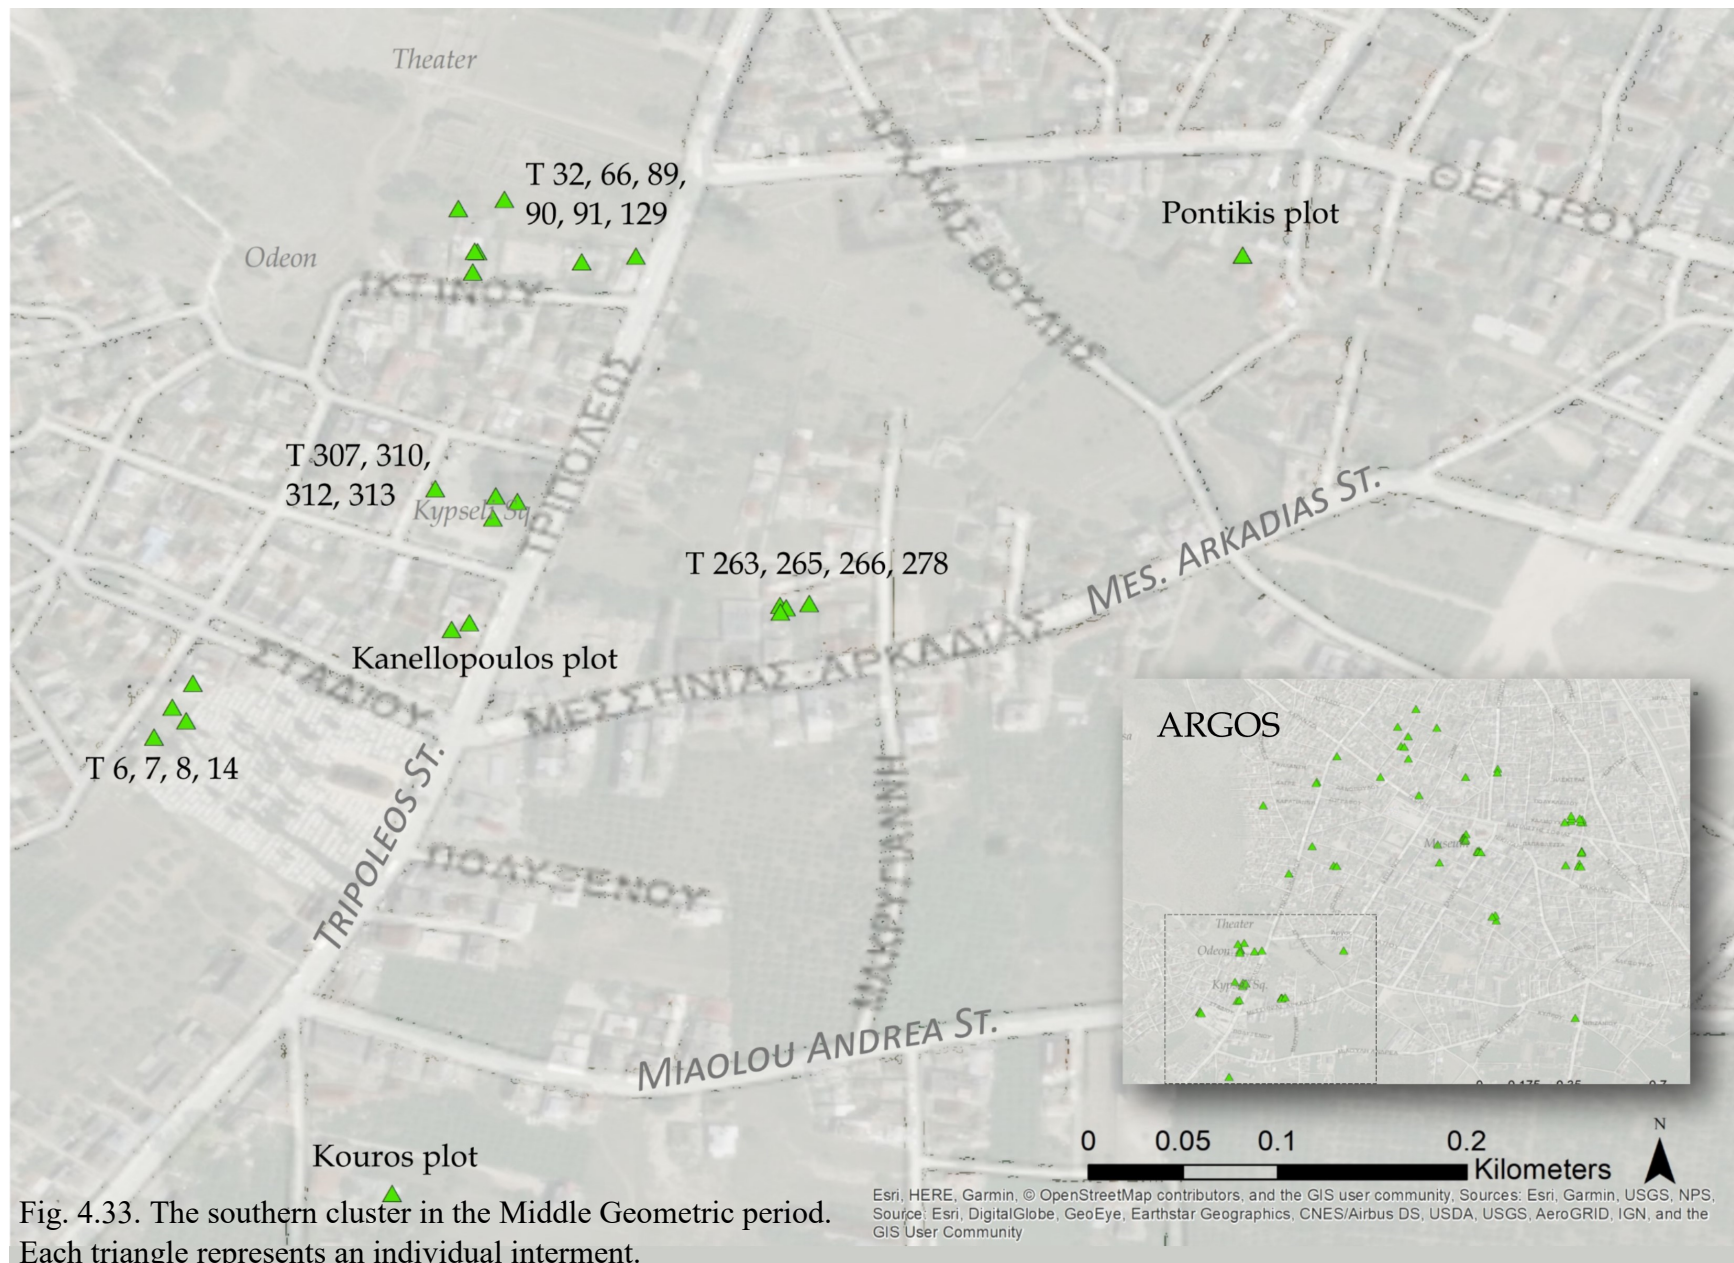 Theater
T 32, 66, 89,
90, 91, 129
ΘΕΑΤΡΟΥ
Pontikis plot
ΑΡΧΑΙΑΣ ΒΟΥΛΗΣ
Odeon
ΙΚΤΙΝΟΥ
ΤΡΙΠΟΛΕΩΣ
T 307, 310,
312, 313
Kypseli Sq.
MES. ARKADIAS ST.
T 263, 265, 266, 278
ΜΕΣΣΗΝΙΑΣ-ΑΡΚΑΔΙΑΣ
Kanellopoulos plot
ΣΤΑΔΙΟΥ
T 6, 7, 8, 14
TRIPOLEOS ST.
ΜΑΚΡΥΓΙΑΝΝΗ
ΠΟΛΥΞΕΝΟΥ
ARGOS
Museum
Theater
Odeon
Kypseli Sq.
MIAOLOU ANDREA ST.
Kouros plot
N
0 0.05 0.1 0.2
Kilometers
Esri, HERE, Garmin, © OpenStreetMap contributors, and the GIS user community, Sources: Esri, Garmin, USGS, NPS,
Source: Esri, DigitalGlobe, GeoEye, Earthstar Geographics, CNES/Airbus DS, USDA, USGS, AeroGRID, IGN, and the
GIS User Community
Fig. 4.33. The southern cluster in the Middle Geometric period.
Each triangle represents an individual interment.